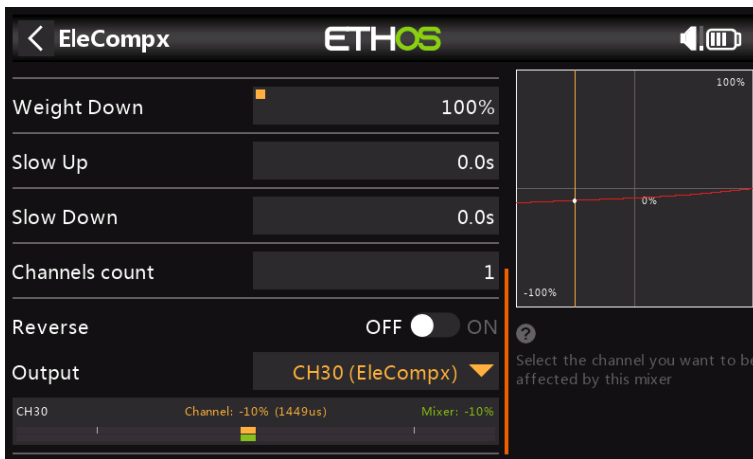 EleCompx ETHOS
Weight Down 100%
Slow Up 0.0s
Slow Down 0.0s
Channels count 1
Reverse OFF ON
Output CH30 (EleCompx)
CH30 Channel: -10% (1449us) Mixer: -10%
100%
0%
-100%
?
Select the channel you want to be
affected by this mixer